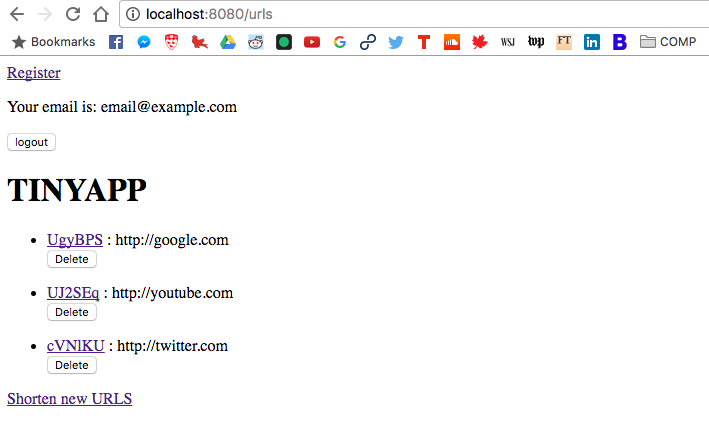 localhost:8080/urls
Bookmarks WSJ wp FT COMP
Register
Your email is: email@example.com
logout
TINYAPP
UgyBPS : http://google.com
Delete
UJ2SEq : http://youtube.com
Delete
cVNlKU : http://twitter.com
Delete
Shorten new URLS